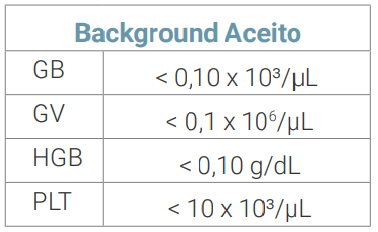 Background Aceito
GB < 0,10 x 10³/µL
GV < 0,1 x 10⁶/µL
HGB < 0,10 g/dL
PLT < 10 x 10³/µL